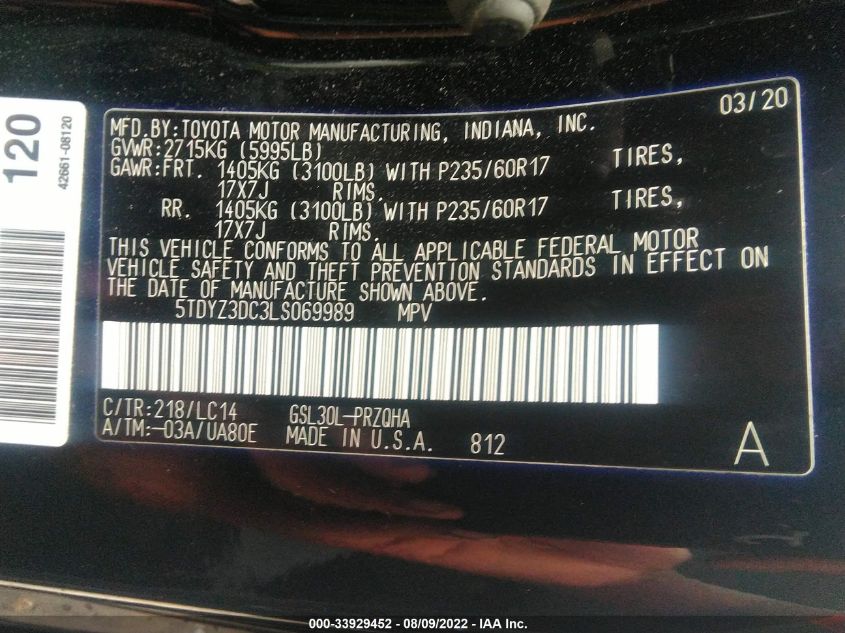 120
42661-08120
03/20
MFD.BY:TOYOTA MOTOR MANUFACTURING, INDIANA, INC.
GVWR:2715KG (5995LB)
GAWR:FRT. 1405KG (3100LB) WITH P235/60R17 TIRES,
17X7J RIMS.
RR. 1405KG (3100LB) WITH P235/60R17 TIRES,
17X7J RIMS.
THIS VEHICLE CONFORMS TO ALL APPLICABLE FEDERAL MOTOR
VEHICLE SAFETY AND THEFT PREVENTION STANDARDS IN EFFECT ON
THE DATE OF MANUFACTURE SHOWN ABOVE.
5TDYZ3DC3LS069989 MPV
C/TR:218/LC14 GSL30L-PRZQHA
A/TM:-03A/UA80E MADE IN U.S.A. 812
A
000-33929452 - 08/09/2022 - IAA Inc.